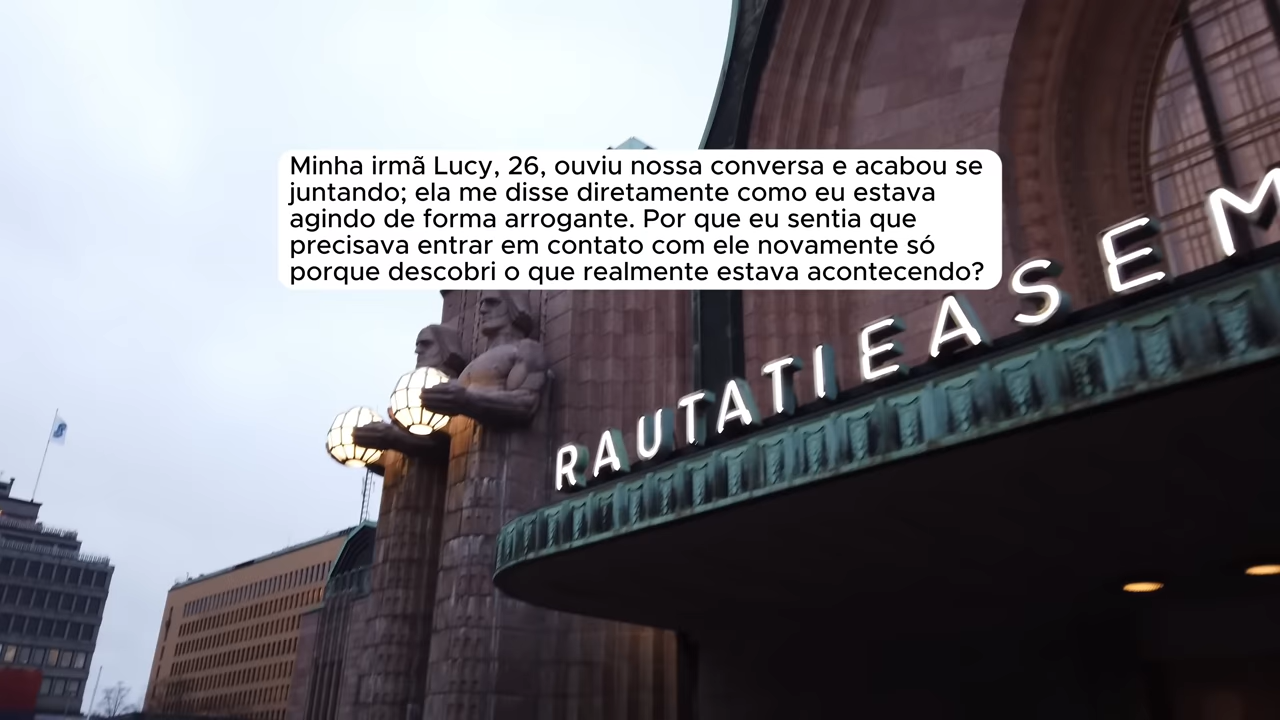 Minha irmã Lucy, 26, ouviu nossa conversa e acabou se
juntando; ela me disse diretamente como eu estava
agindo de forma arrogante. Por que eu sentia que
precisava entrar em contato com ele novamente só
porque descobri o que realmente estava acontecendo?
RAUTATIEASEM